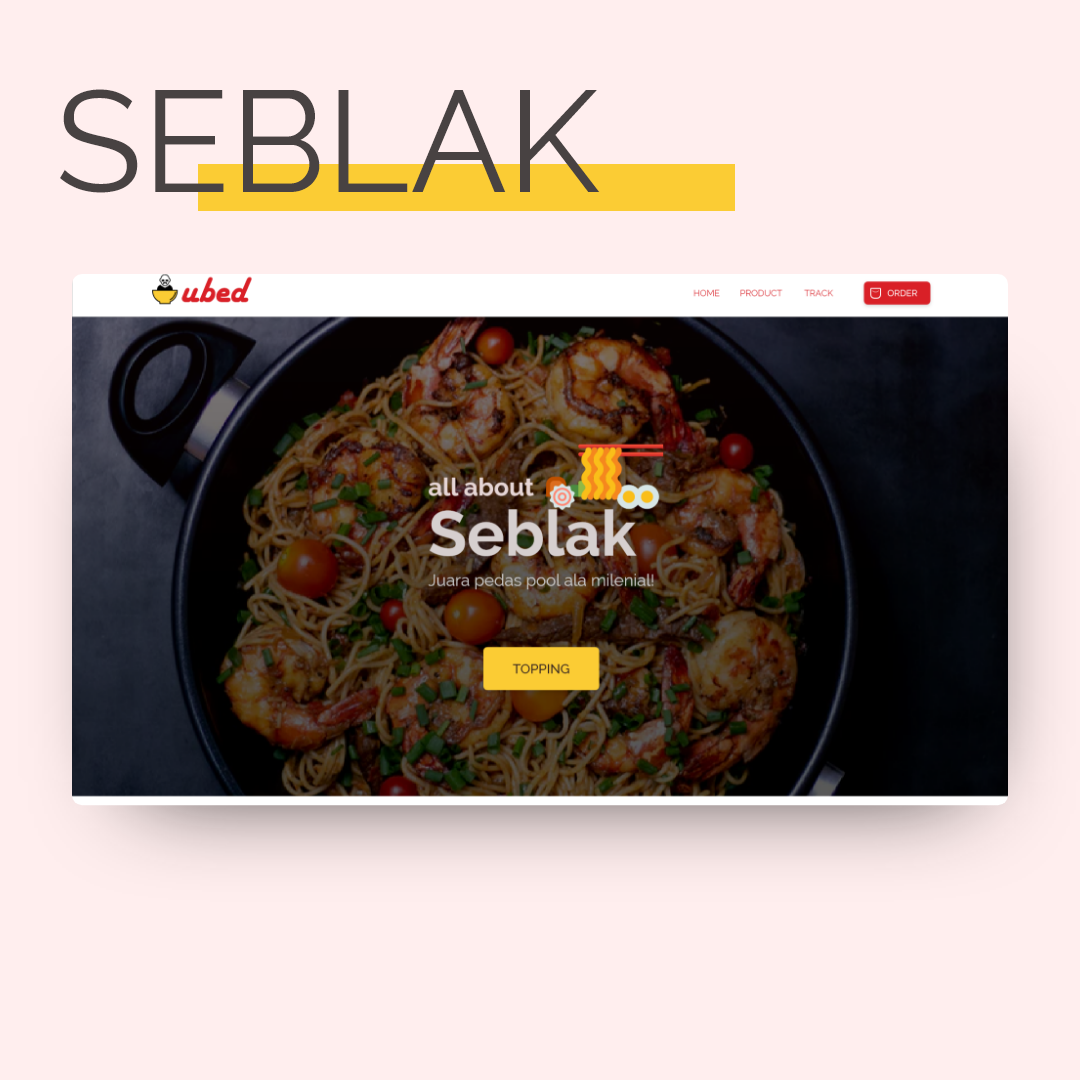 SEBLAK
ubed
HOME PRODUCT TRACK ORDER
all about
Seblak
Juara pedas pool ala milenial!
TOPPING